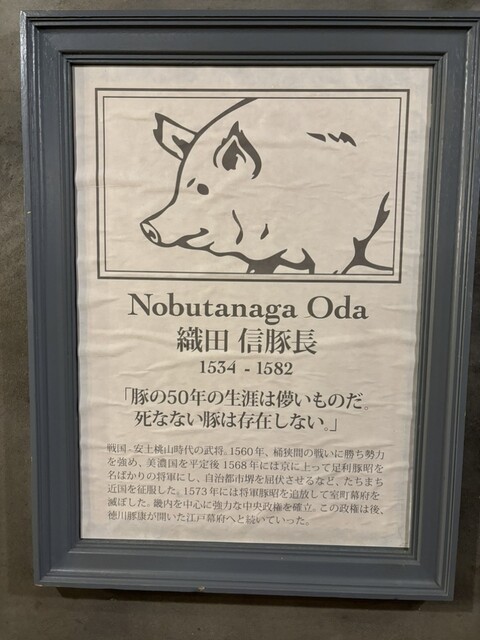 Nobutanaga Oda
織田 信豚長
1534 - 1582
「豚の50年の生涯は儚いものだ。
死なない豚は存在しない。」
戦国-安土桃山時代の武将。1560年、桶狭間の戦いに勝ち勢力
を強め、美濃国を平定後 1568年には京に上って足利豚昭を
名ばかりの将軍にし、自治都市堺を屈伏させるなど、たちまち
近国を征服した。1573年には将軍豚昭を追放して室町幕府を
滅ぼした。畿内を中心に強力な中央政権を確立。この政権は後、
徳川豚康が開いた江戸幕府へと続いていった。